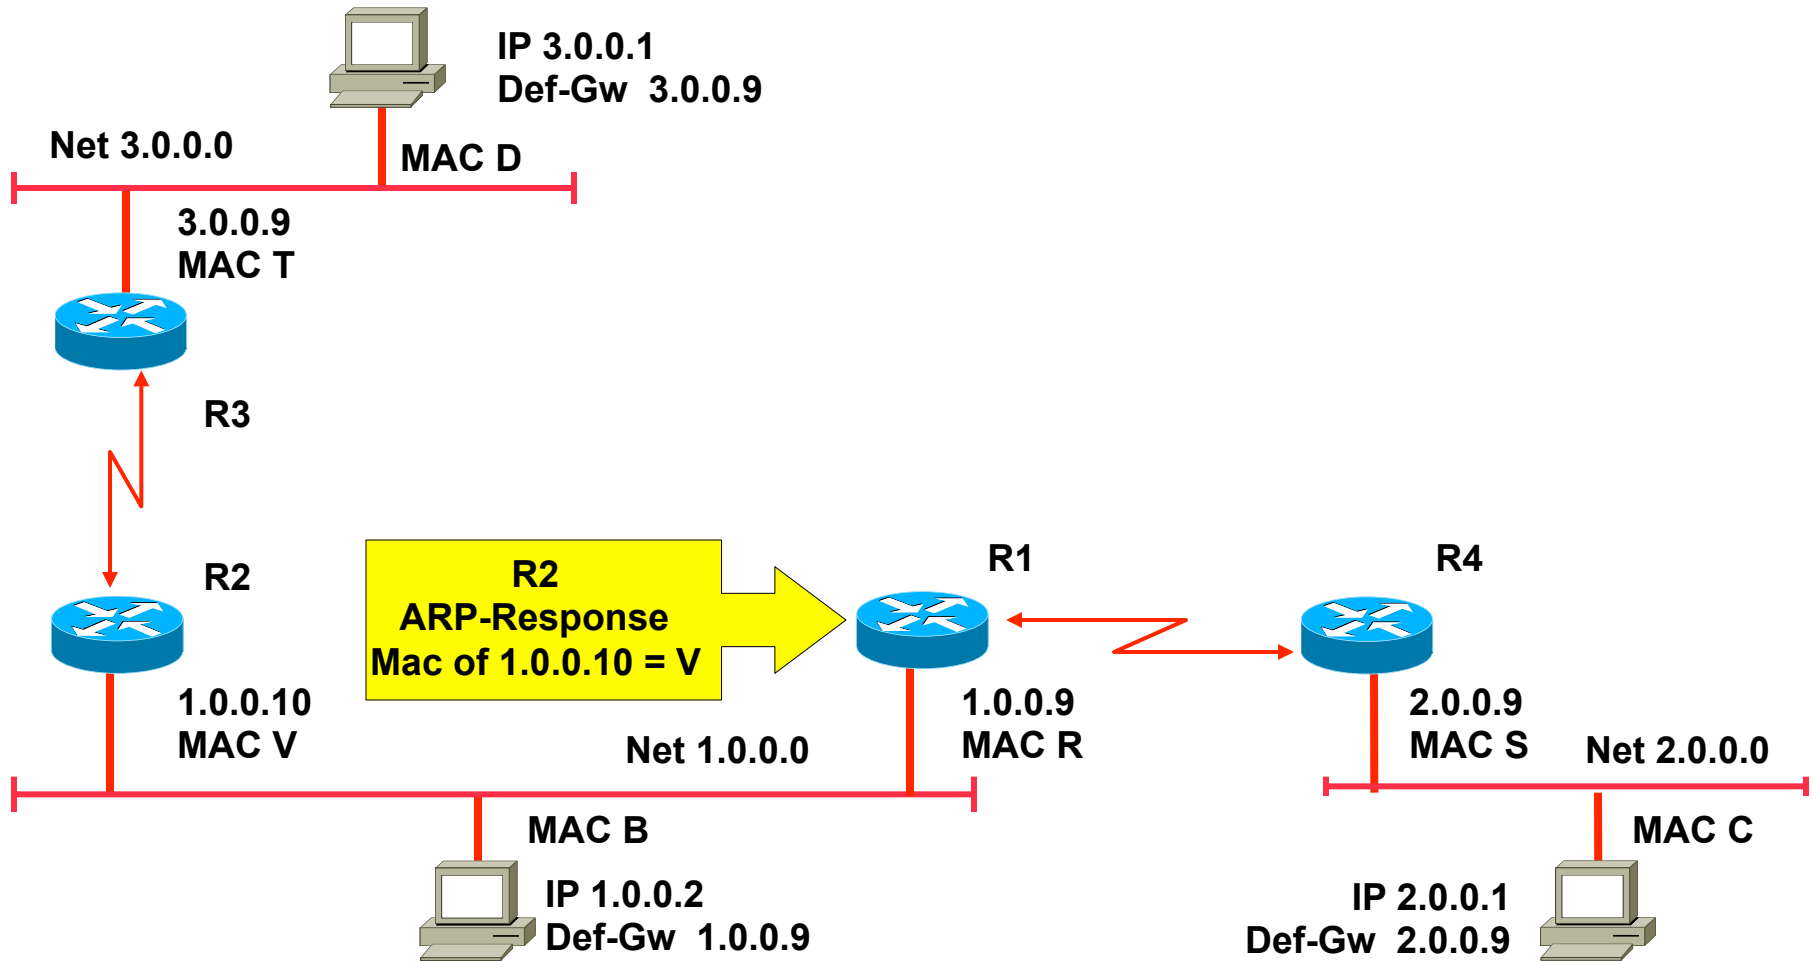 IP 3.0.0.1
Def-Gw 3.0.0.9
Net 3.0.0.0
MAC D
3.0.0.9
MAC T
R3
R2
R2
ARP-Response
Mac of 1.0.0.10 = V
R1
R4
1.0.0.10
MAC V
Net 1.0.0.0
1.0.0.9
MAC R
2.0.0.9
MAC S
Net 2.0.0.0
MAC B
MAC C
IP 1.0.0.2
Def-Gw 1.0.0.9
IP 2.0.0.1
Def-Gw 2.0.0.9